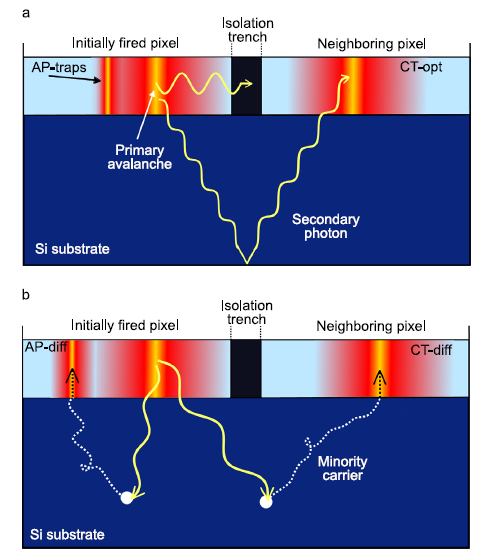 a
Isolation
trench
Initially fired pixel
Neighboring pixel
AP-traps
CT-opt
Primary
avalanche
Secondary
photon
Si substrate
b
Isolation
trench
Initially fired pixel
Neighboring pixel
AP-diff
CT-diff
Minority
carrier
Si substrate